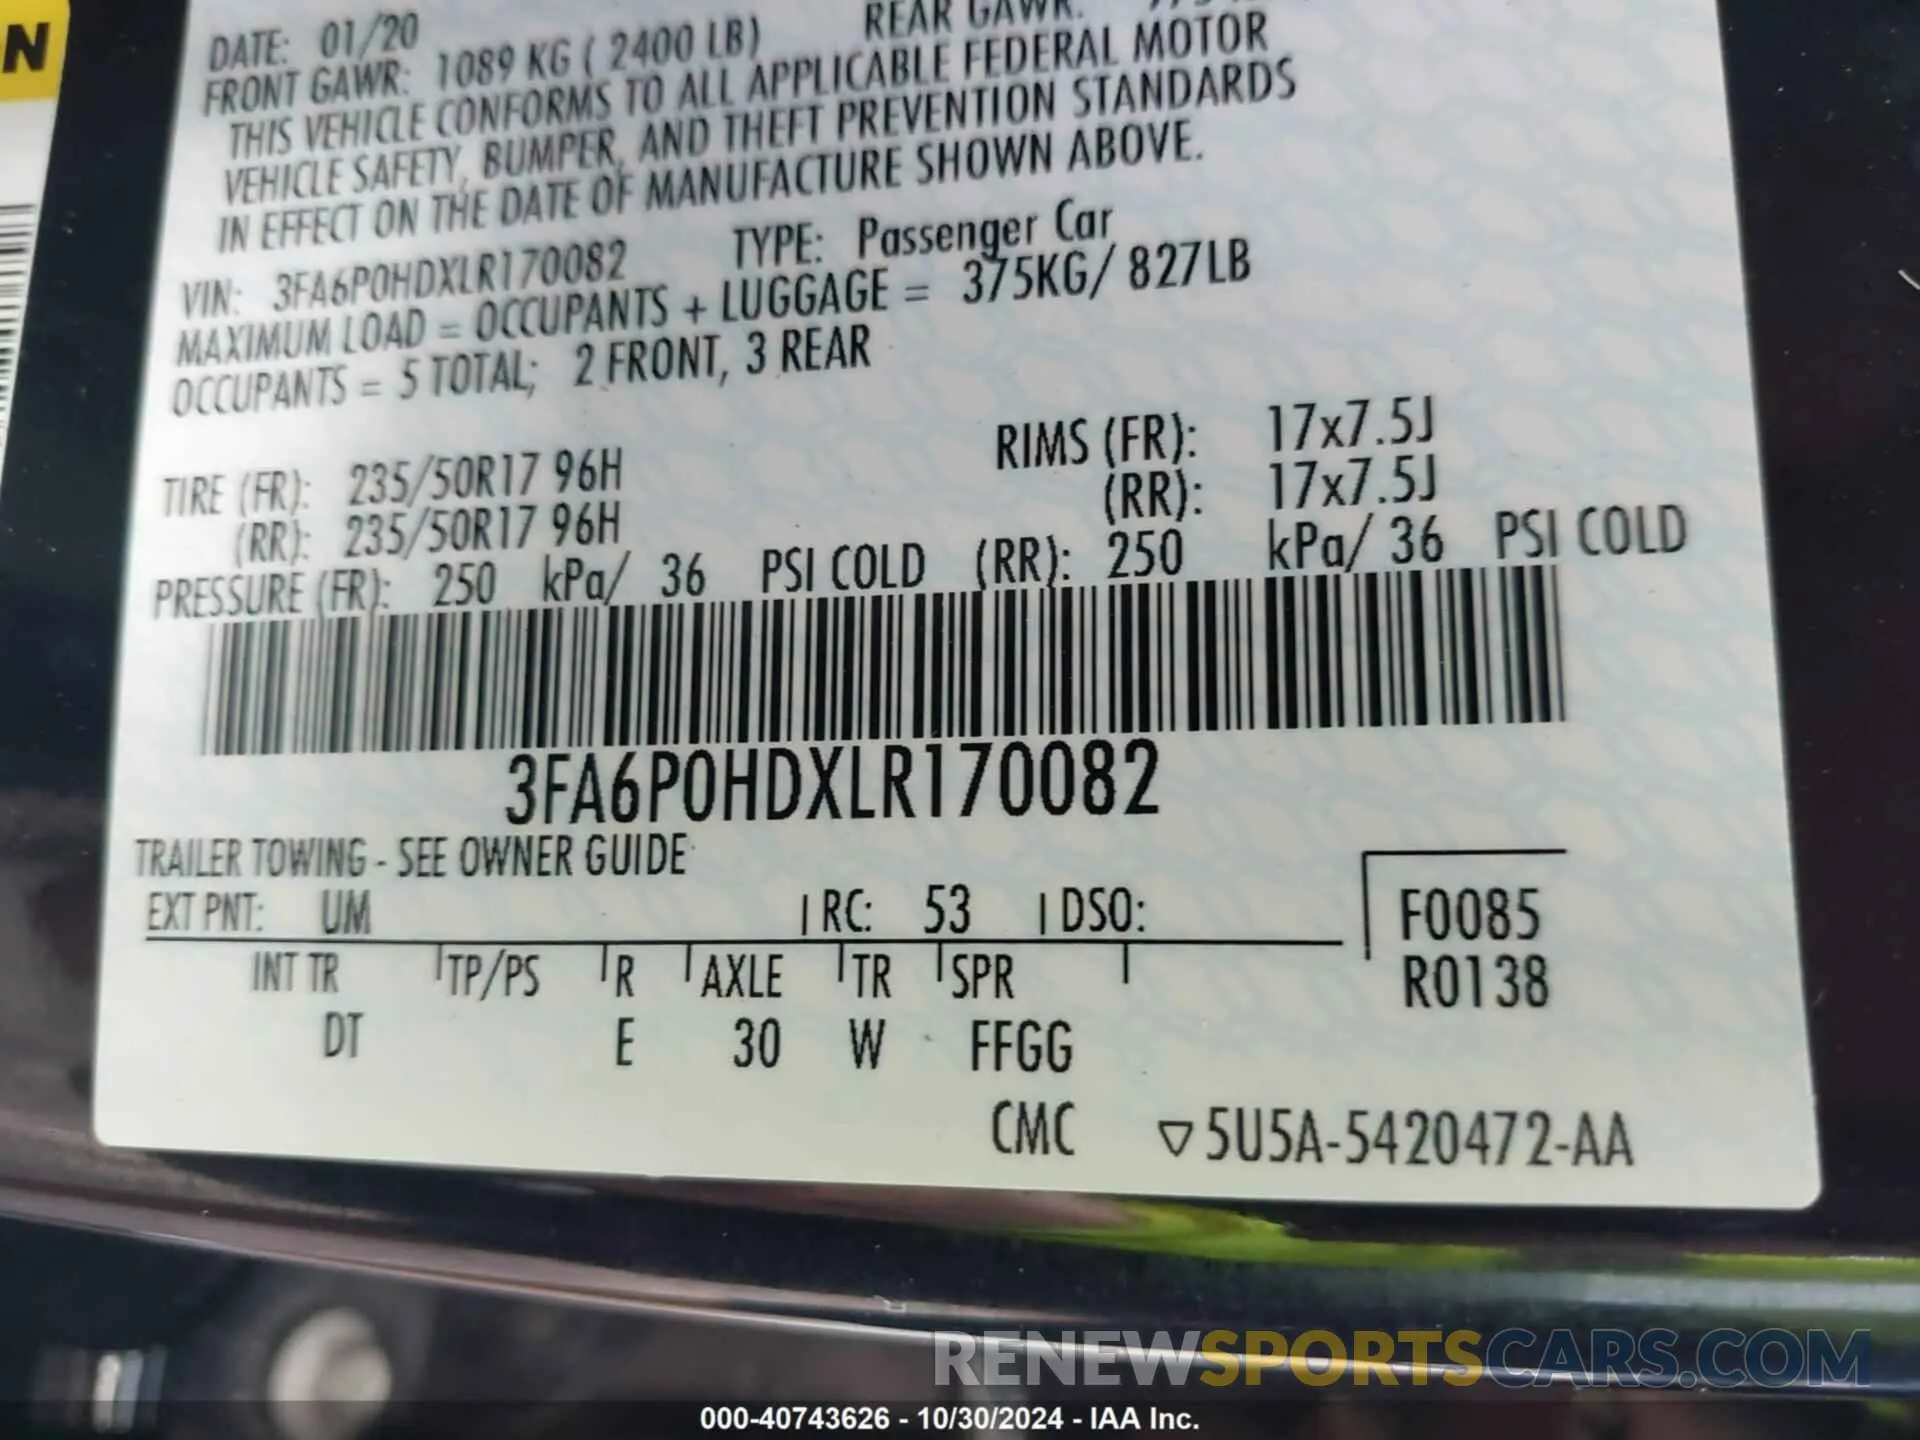 N
DATE: 01/20
REAR GAWR:
FRONT GAWR: 1089 KG ( 2400 LB)
THIS VEHICLE CONFORMS TO ALL APPLICABLE FEDERAL MOTOR
VEHICLE SAFETY, BUMPER, AND THEFT PREVENTION STANDARDS
IN EFFECT ON THE DATE OF MANUFACTURE SHOWN ABOVE.
VIN: 3FA6P0HDXLR170082 TYPE: Passenger Car
MAXIMUM LOAD = OCCUPANTS + LUGGAGE = 375KG/ 827LB
OCCUPANTS = 5 TOTAL; 2 FRONT, 3 REAR
TIRE (FR): 235/50R17 96H RIMS (FR): 17x7.5J
(RR): 235/50R17 96H (RR): 17x7.5J
PRESSURE (FR): 250 kPa/ 36 PSI COLD (RR): 250 kPa/ 36 PSI COLD
3FA6P0HDXLR170082
TRAILER TOWING - SEE OWNER GUIDE
EXT PNT: UM RC: 53 DSO: F0085
INT TR TP/PS R AXLE TR SPR R0138
DT E 30 W FFGG
CMC ▽5U5A-5420472-AA
RENEWSPORTSCARS.COM
000-40743626 - 10/30/2024 - IAA Inc.